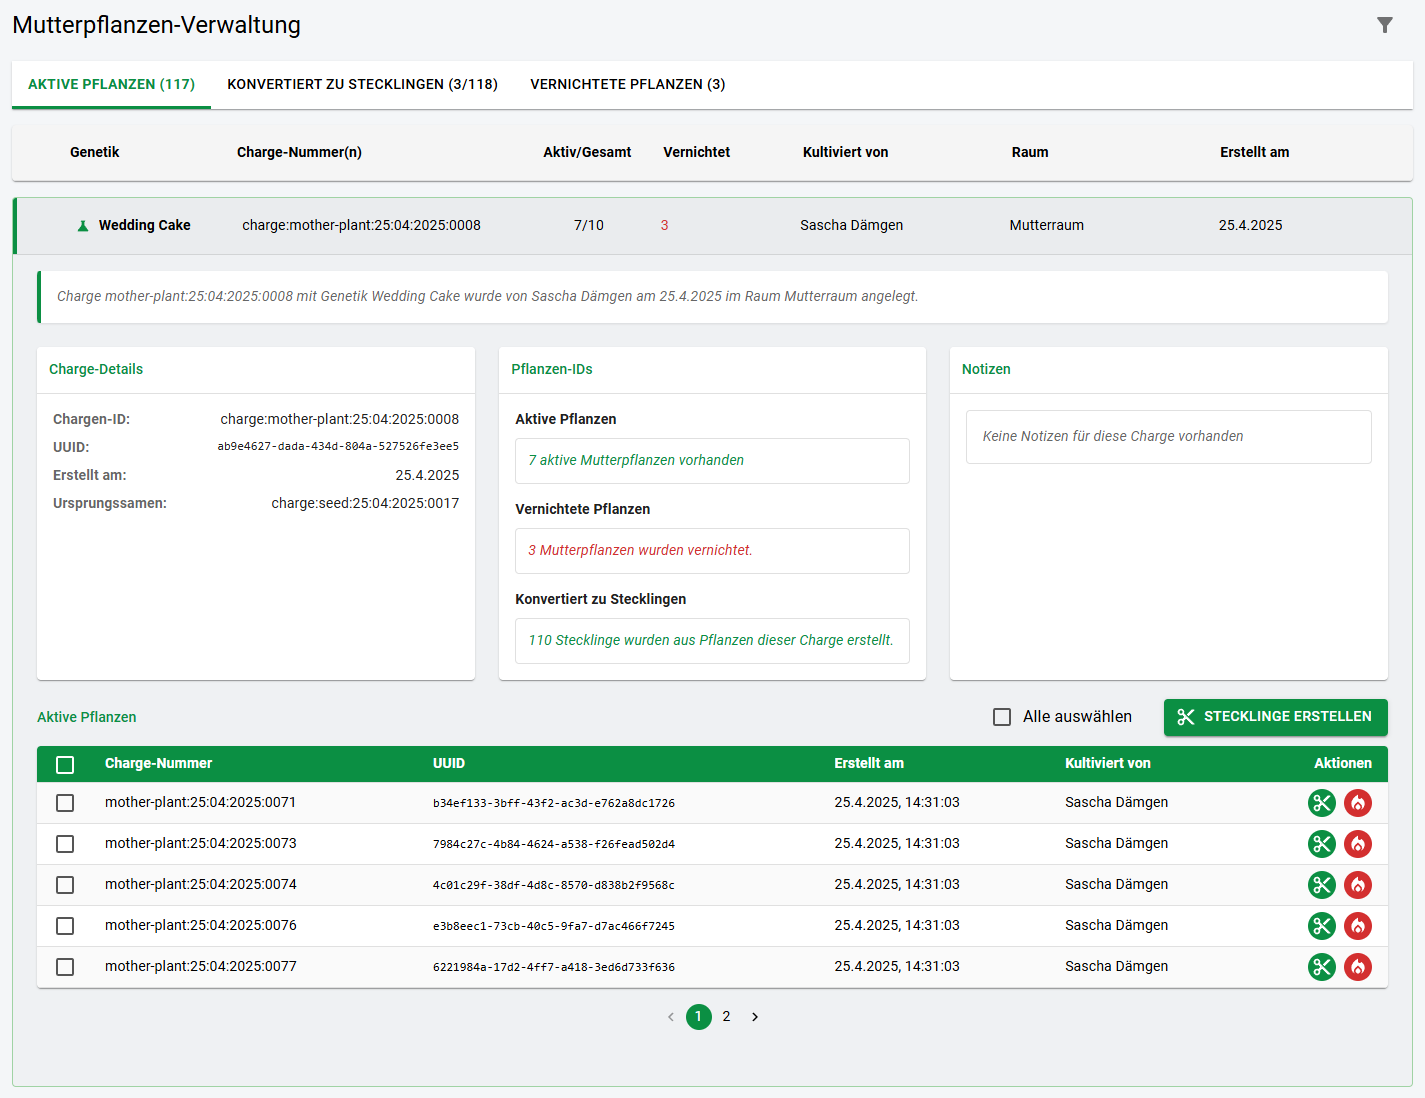 Mutterpflanzen-Verwaltung
AKTIVE PFLANZEN (117) KONVERTIERT ZU STECKLINGEN (3/118) VERNICHTETE PFLANZEN (3)
Genetik Charge-Nummer(n) Aktiv/Gesamt Vernichtet Kultiviert von Raum Erstellt am
Wedding Cake charge:mother-plant:25:04:2025:0008 7/10 3 Sascha Dämgen Mutterraum 25.4.2025
Charge mother-plant:25:04:2025:0008 mit Genetik Wedding Cake wurde von Sascha Dämgen am 25.4.2025 im Raum Mutterraum angelegt.
Charge-Details
Chargen-ID: charge:mother-plant:25:04:2025:0008
UUID: ab9e4627-dada-434d-804a-527526fe3ee5
Erstellt am: 25.4.2025
Ursprungssamen: charge:seed:25:04:2025:0017
Pflanzen-IDs
Aktive Pflanzen
7 aktive Mutterpflanzen vorhanden
Vernichtete Pflanzen
3 Mutterpflanzen wurden vernichtet.
Konvertiert zu Stecklingen
110 Stecklinge wurden aus Pflanzen dieser Charge erstellt.
Notizen
Keine Notizen für diese Charge vorhanden
Aktive Pflanzen Alle auswählen STECKLINGE ERSTELLEN
Charge-Nummer UUID Erstellt am Kultiviert von Aktionen
mother-plant:25:04:2025:0071 b34ef133-3bff-43f2-ac3d-e762a8dc1726 25.4.2025, 14:31:03 Sascha Dämgen
mother-plant:25:04:2025:0073 7984c27c-4b84-4624-a538-f26fead502d4 25.4.2025, 14:31:03 Sascha Dämgen
mother-plant:25:04:2025:0074 4c01c29f-38df-4d8c-8570-d838b2f9568c 25.4.2025, 14:31:03 Sascha Dämgen
mother-plant:25:04:2025:0076 e3b8eec1-73cb-40c5-9fa7-d7ac466f7245 25.4.2025, 14:31:03 Sascha Dämgen
mother-plant:25:04:2025:0077 6221984a-17d2-4ff7-a418-3ed6d733f636 25.4.2025, 14:31:03 Sascha Dämgen
1 2